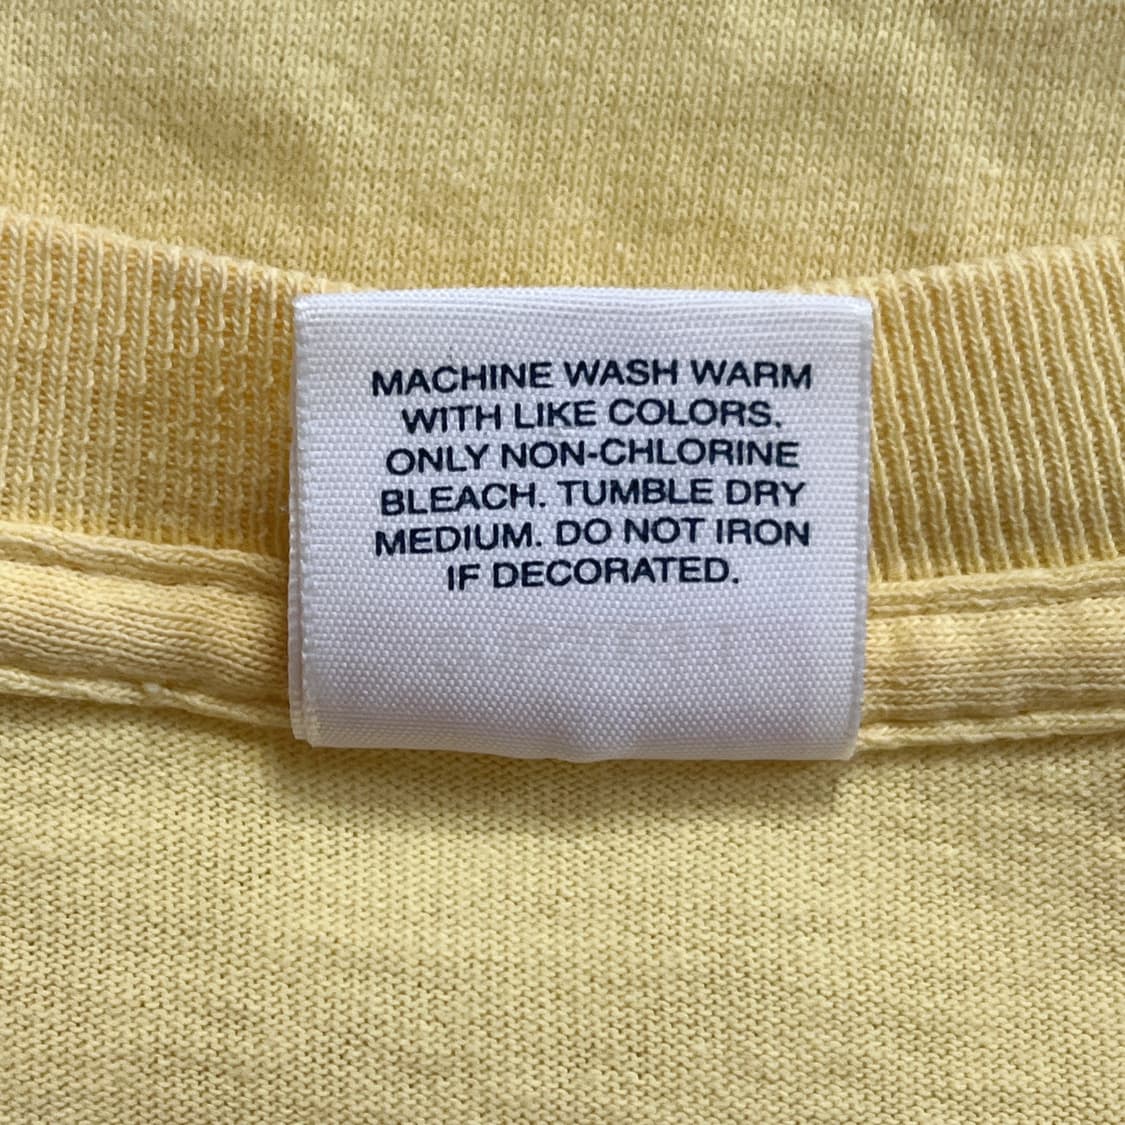 MACHINE WASH WARM
WITH LIKE COLORS.
ONLY NON-CHLORINE
BLEACH. TUMBLE DRY
MEDIUM. DO NOT IRON
IF DECORATED.